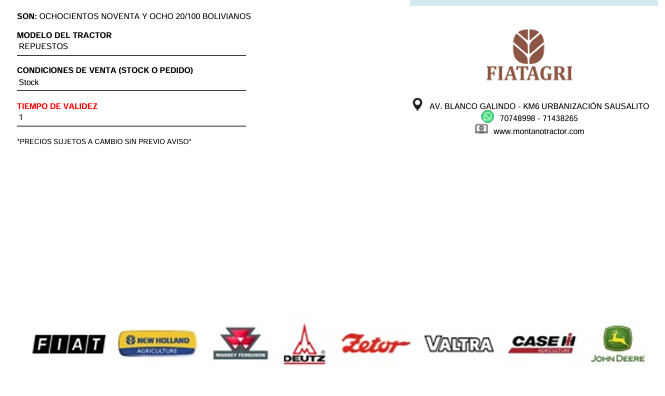 SON: OCHOCIENTOS NOVENTA Y OCHO 20/100 BOLIVIANOS
MODELO DEL TRACTOR
REPUESTOS
CONDICIONES DE VENTA (STOCK O PEDIDO)
Stock
TIEMPO DE VALIDEZ
1
"PRECIOS SUJETOS A CAMBIO SIN PREVIO AVISO"
FIATAGRI
AV. BLANCO GALINDO - KM6 URBANIZACIÓN SAUSALITO
70748998 - 71438265
www.montanotractor.com
FIAT
NEW HOLLAND
AGRICULTURE
MASSEY FERGUSON
DEUTZ
Zetor
VALTRA
CASE IH
AGRICULTURE
JOHN DEERE